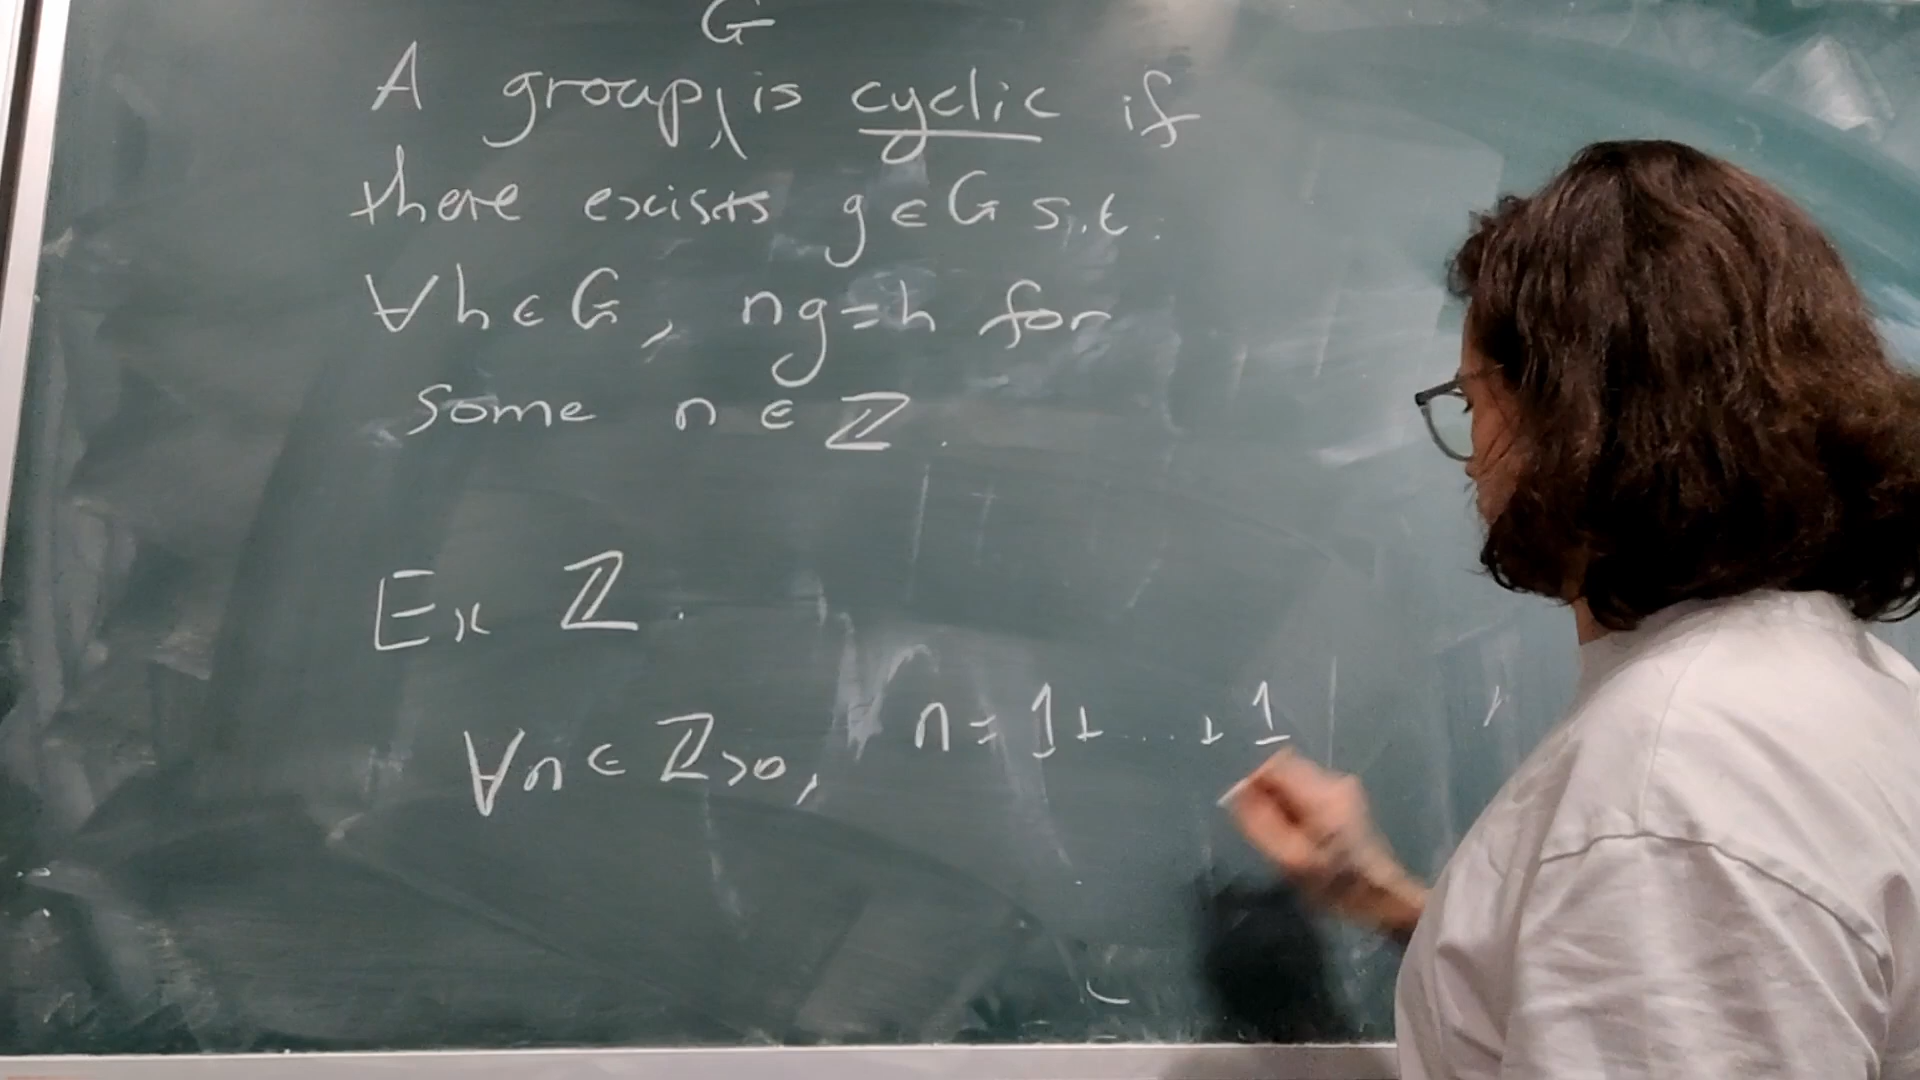 G
A group is cyclic if
there exists g ∈ G s.t.
∀h ∈ G, ng = h for
some n ∈ ℤ.
Ex ℤ.
∀n ∈ ℤ>0, n = 1 + ... + 1